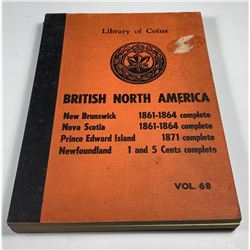 Library of Coins
BRITISH NORTH AMERICA
New Brunswick 1861-1864 complete
Nova Scotia 1861-1864 complete
Prince Edward Island 1871 complete
Newfoundland 1 and 5 Cents complete
VOL. 68